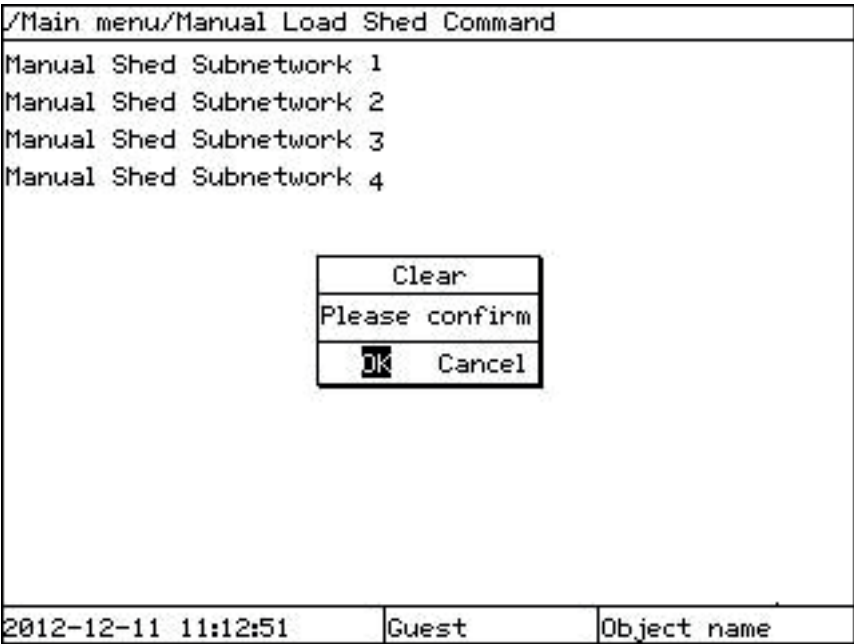 /Main menu/Manual Load Shed Command
Manual Shed Subnetwork 1
Manual Shed Subnetwork 2
Manual Shed Subnetwork 3
Manual Shed Subnetwork 4
Clear
Please confirm
OK Cancel
2012-12-11 11:12:51 Guest Object name